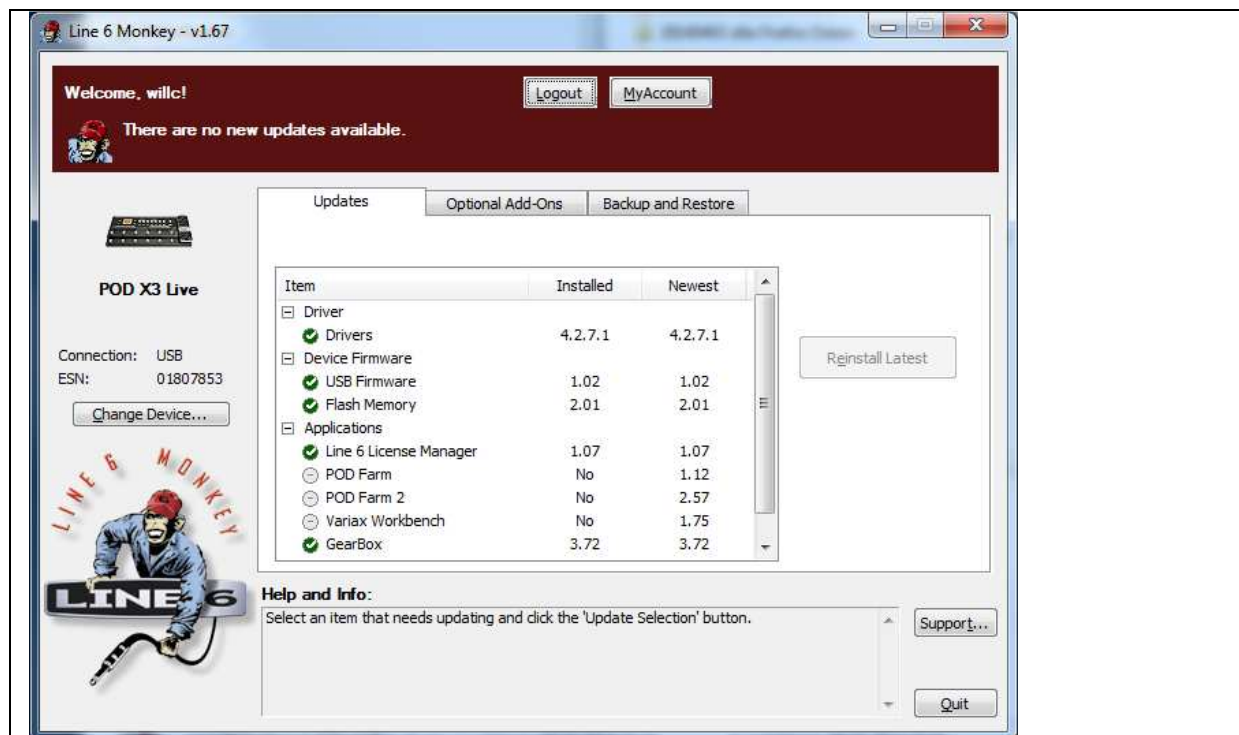 Line 6 Monkey - v1.67
Welcome, willc!
Logout
MyAccount
There are no new updates available.
Updates
Optional Add-Ons
Backup and Restore
POD X3 Live
Connection: USB
ESN: 01807853
Change Device...
LINE 6 MONKEY
LINE 6
Item Installed Newest
Driver
Drivers 4.2.7.1 4.2.7.1
Device Firmware
USB Firmware 1.02 1.02
Flash Memory 2.01 2.01
Applications
Line 6 License Manager 1.07 1.07
POD Farm No 1.12
POD Farm 2 No 2.57
Variax Workbench No 1.75
GearBox 3.72 3.72
Reinstall Latest
Help and Info:
Select an item that needs updating and click the 'Update Selection' button.
Support...
Quit